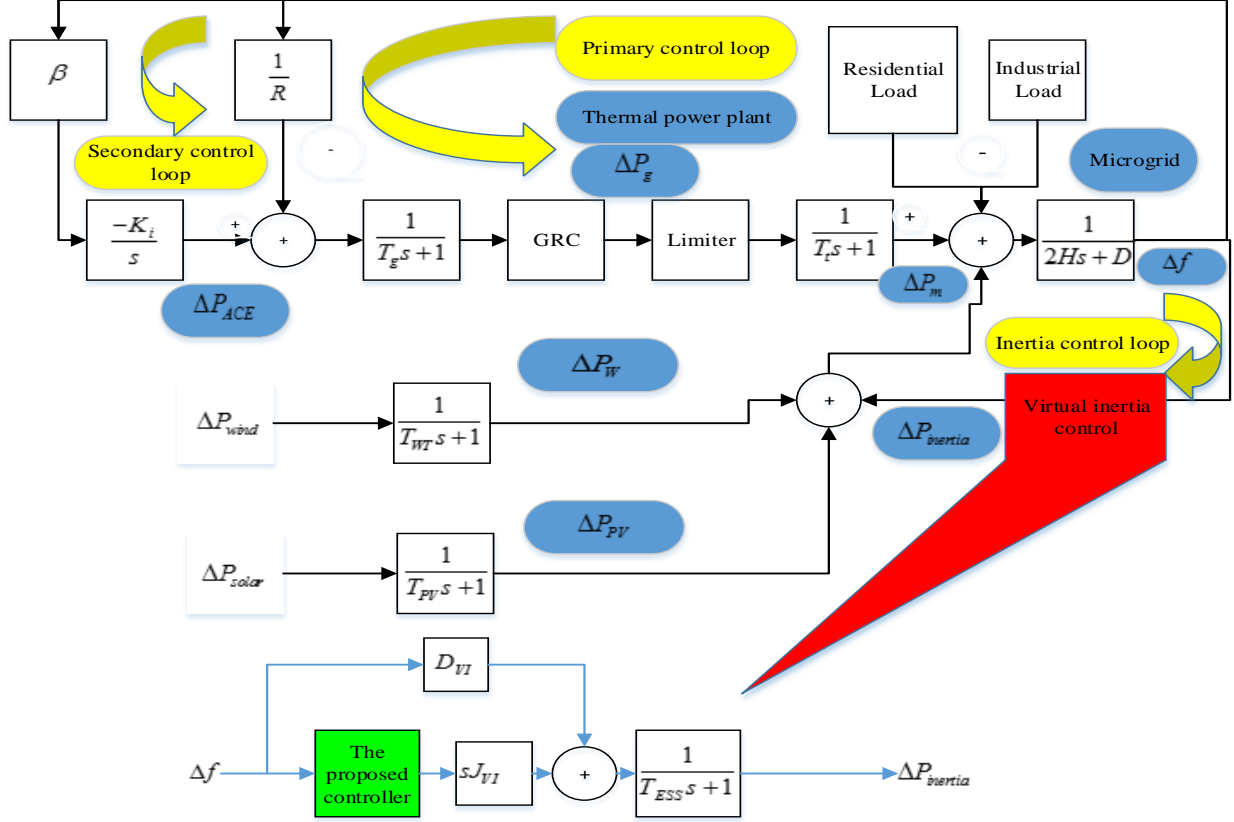 β
1
R
Primary control loop
Residential
Load
Industrial
Load
Thermal power plant
Secondary control
loop
-
-
ΔP_g
Microgrid
-K_i
s
+
+
1
T_g s+1
GRC
Limiter
1
T_t s+1
+
+
1
2Hs+D
Δf
ΔP_ACE
ΔP_m
Inertia control loop
ΔP_W
ΔP_wind
1
T_WT s+1
+
Virtual inertia
control
ΔP_inertia
ΔP_PV
ΔP_solar
1
T_PV s+1
D_VI
Δf
The
proposed
controller
sJ_VI
+
1
T_ESS s+1
ΔP_inertia